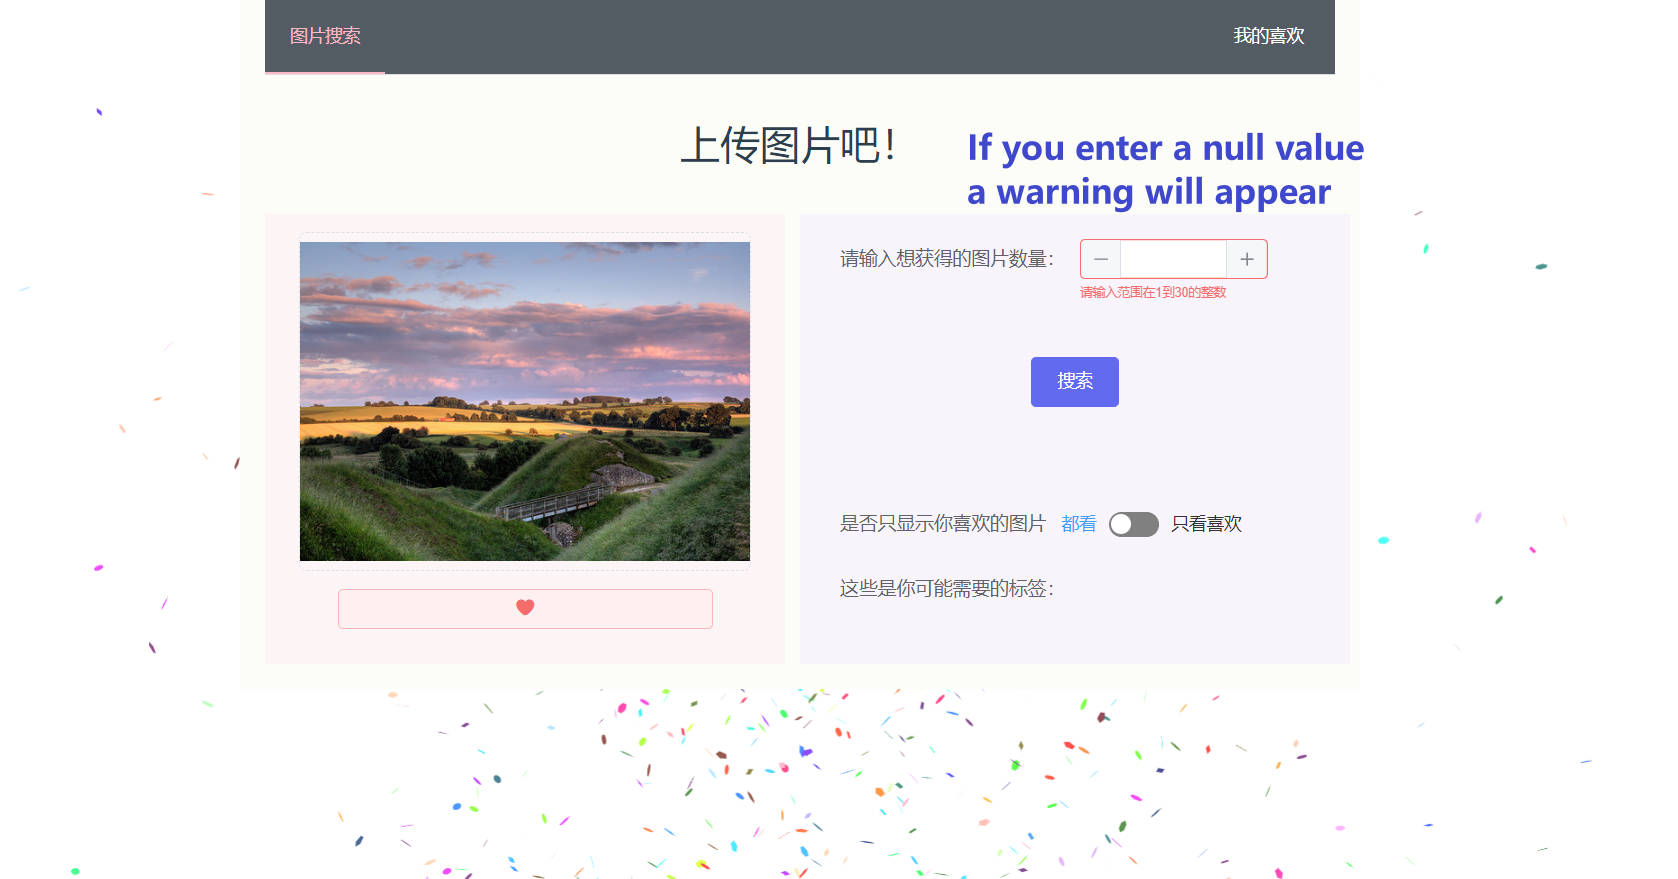 图片搜索
我的喜欢
上传图片吧！
If you enter a null value
a warning will appear
请输入想获得的图片数量：
请输入范围在1到30的整数
搜索
是否只显示你喜欢的图片 都看 只看喜欢
这些是你可能需要的标签：